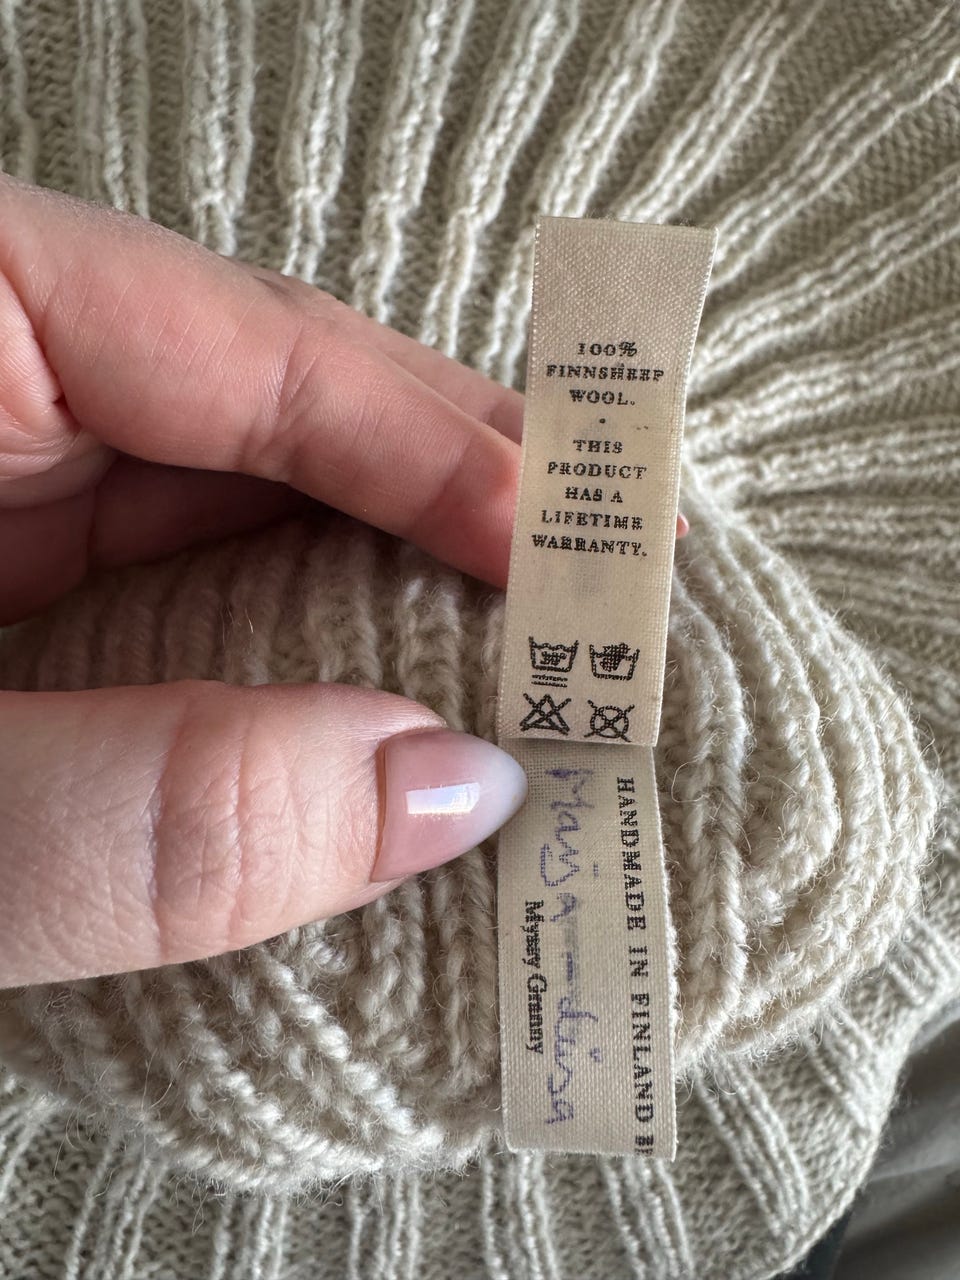 100%
FINNSHEEP
WOOL.
THIS
PRODUCT
HAS A
LIFETIME
WARRANTY.
HANDMADE IN FINLAND
Granny